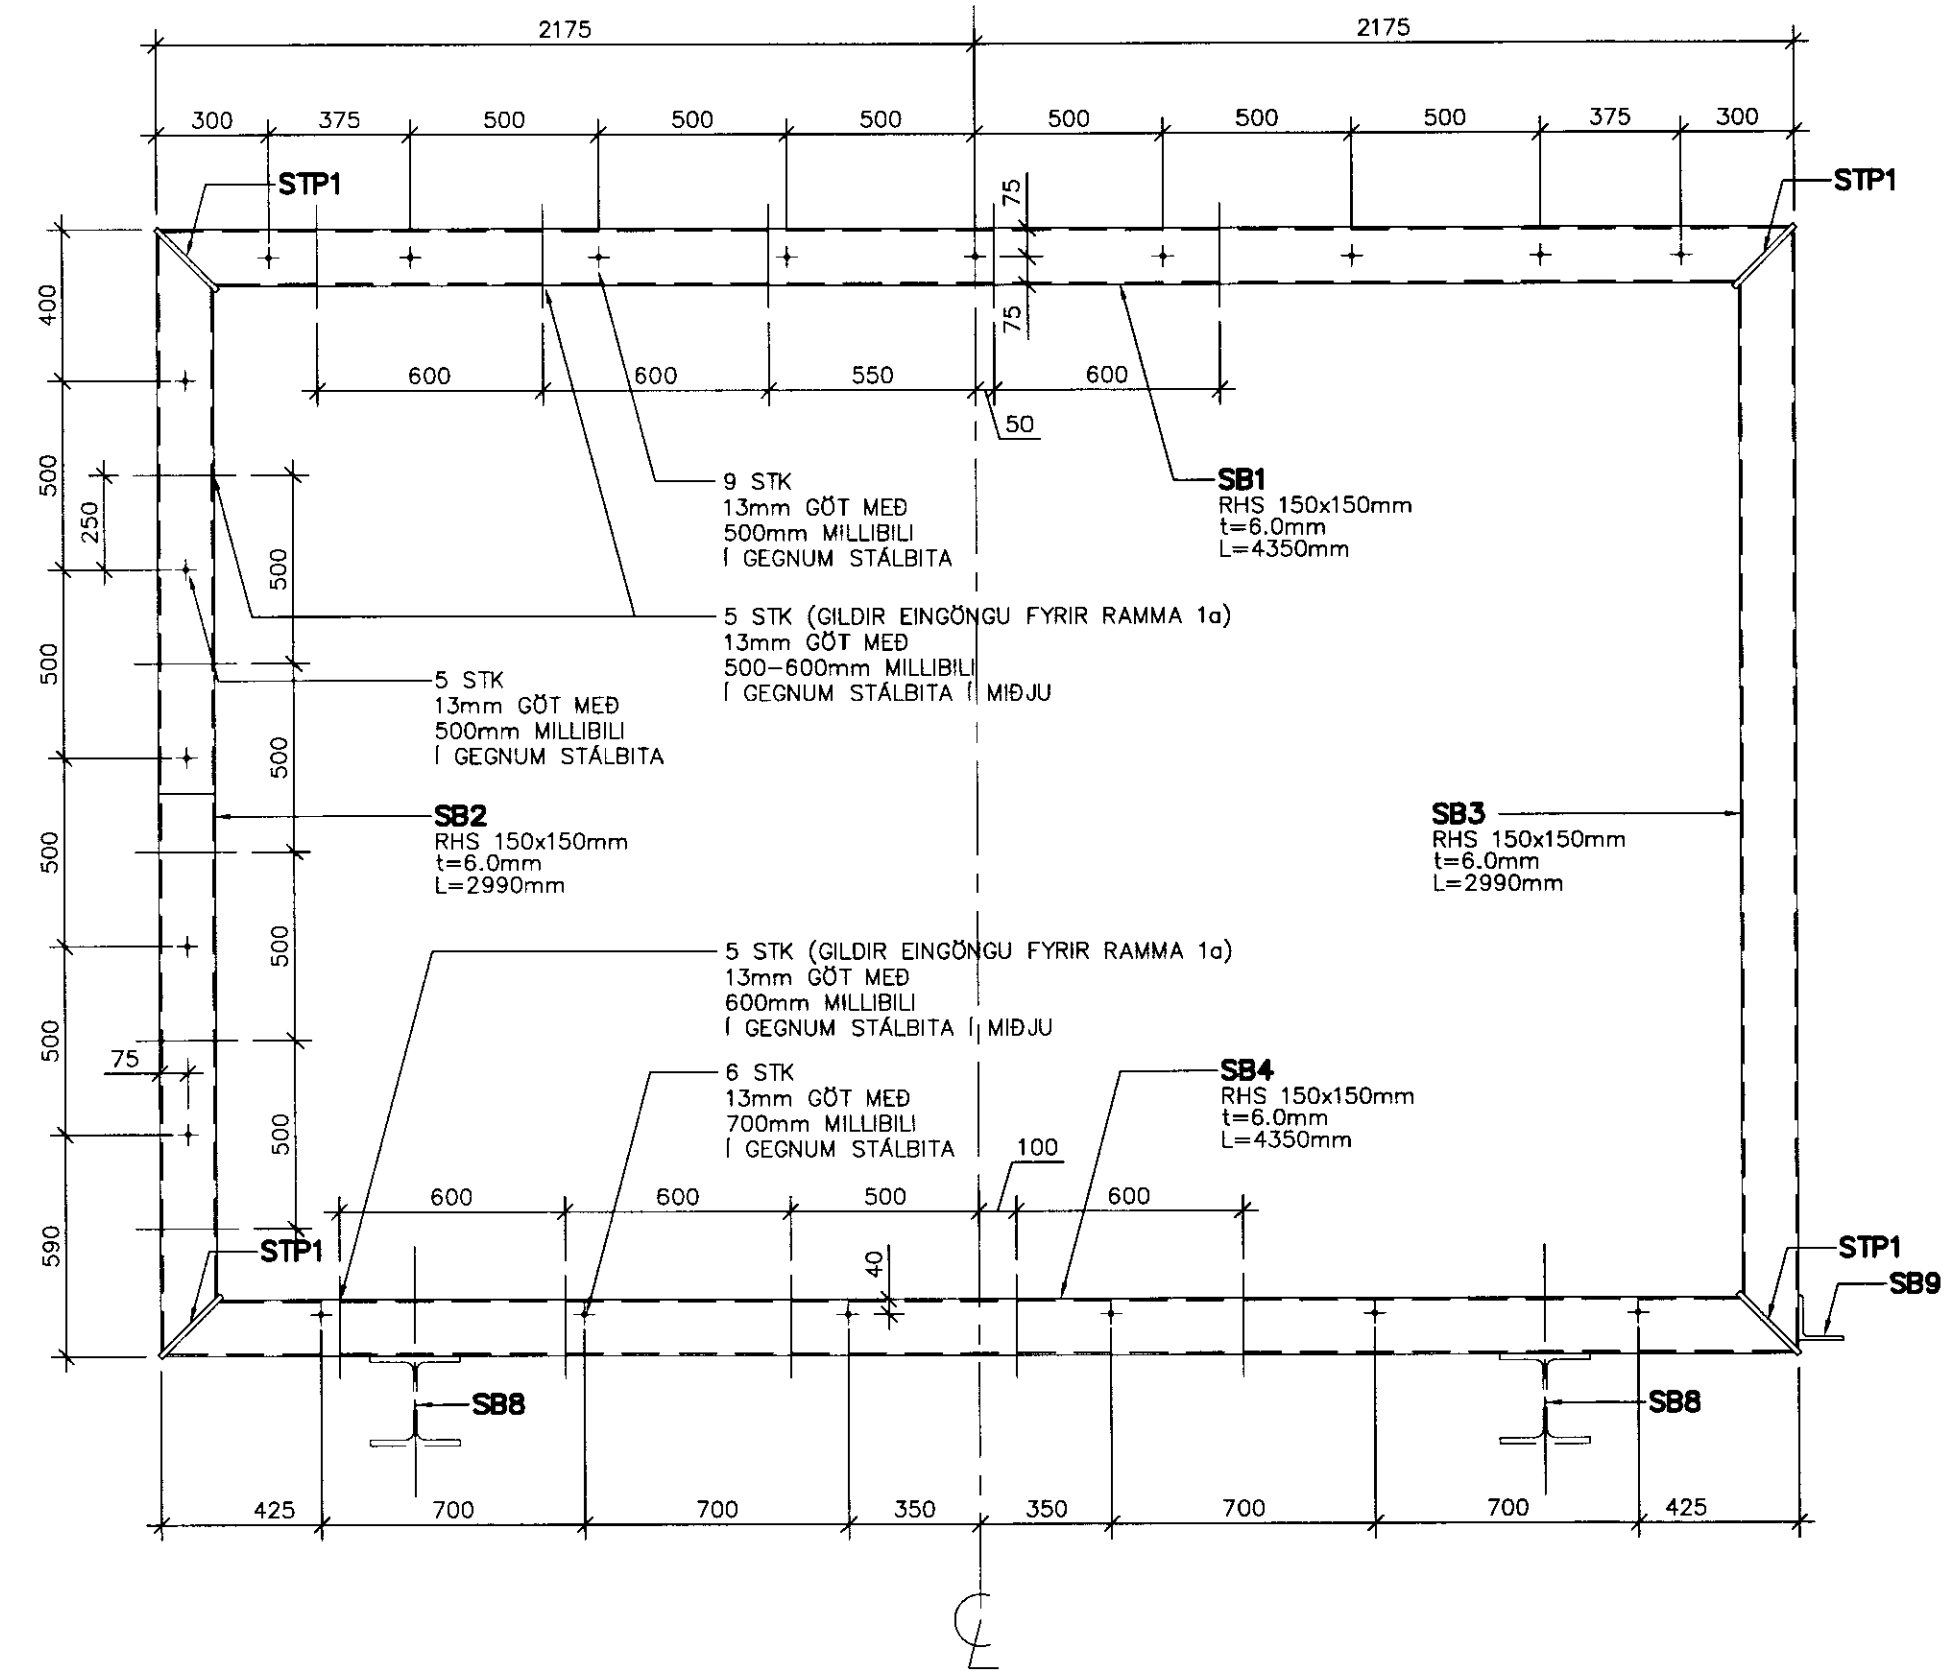 2175
2175
300
375
500
500
500
500
500
500
375
300
STP1
STP1
75
75
400
500
250
500
500
500
590
600
600
550
600
50
9 STK
13mm GÖT MEÐ
500mm MILLIBILI
Í GEGNUM STÁLBITA
SB1
RHS 150x150mm
t=6.0mm
L=4350mm
500
5 STK (GILDIR EINGÖNGU FYRIR RAMMA 1a)
13mm GÖT MEÐ
500-600mm MILLIBILI
Í GEGNUM STÁLBITA Í MIÐJU
5 STK
13mm GÖT MEÐ
500mm MILLIBILI
Í GEGNUM STÁLBITA
500
SB2
RHS 150x150mm
t=6.0mm
L=2990mm
SB3
RHS 150x150mm
t=6.0mm
L=2990mm
500
5 STK (GILDIR EINGÖNGU FYRIR RAMMA 1a)
13mm GÖT MEÐ
600mm MILLIBILI
Í GEGNUM STÁLBITA Í MIÐJU
75
6 STK
13mm GÖT MEÐ
700mm MILLIBILI
Í GEGNUM STÁLBITA
SB4
RHS 150x150mm
t=6.0mm
L=4350mm
500
100
600
600
500
600
40
STP1
STP1
SB9
SB8
SB8
425
700
700
350
350
700
700
425